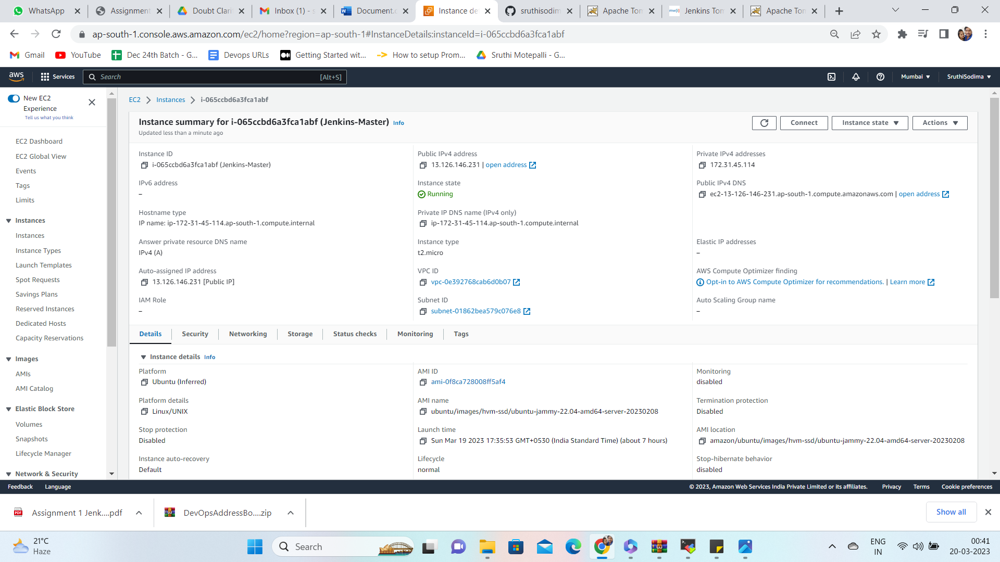 WhatsApp
Assignment
Doubt Clari
Inbox (1) - s
Document.c
Instance de
sruthisodim
Apache Tom
Jenkins Tom
Apache Tom
ap-south-1.console.aws.amazon.com/ec2/home?region=ap-south-1#InstanceDetails:instanceId=i-065ccbd6a3fca1abf
Gmail
YouTube
Dec 24th Batch - G...
Devops URLs
Getting Started wit...
How to setup Prom...
Sruthi Motepalli - G...
aws
Services
Search
[Alt+S]
Mumbai
SruthiSodima
New EC2
Experience
Tell us what you think
EC2 Dashboard
EC2 Global View
Events
Tags
Limits
Instances
Instances
Instance Types
Launch Templates
Spot Requests
Savings Plans
Reserved Instances
Dedicated Hosts
Capacity Reservations
Images
AMIs
AMI Catalog
Elastic Block Store
Volumes
Snapshots
Lifecycle Manager
Network & Security
EC2
Instances
i-065ccbd6a3fca1abf
Instance summary for i-065ccbd6a3fca1abf (Jenkins-Master) Info
Updated less than a minute ago
Connect
Instance state
Actions
Instance ID
i-065ccbd6a3fca1abf (Jenkins-Master)
Public IPv4 address
13.126.146.231 | open address
Private IPv4 addresses
172.31.45.114
IPv6 address
–
Instance state
Running
Public IPv4 DNS
ec2-13-126-146-231.ap-south-1.compute.amazonaws.com | open address
Hostname type
IP name: ip-172-31-45-114.ap-south-1.compute.internal
Private IP DNS name (IPv4 only)
ip-172-31-45-114.ap-south-1.compute.internal
Answer private resource DNS name
IPv4 (A)
Instance type
t2.micro
Elastic IP addresses
–
Auto-assigned IP address
13.126.146.231 [Public IP]
VPC ID
vpc-0e392768cab6d0b07
AWS Compute Optimizer finding
Opt-in to AWS Compute Optimizer for recommendations. | Learn more
IAM Role
–
Subnet ID
subnet-01862bea579c076e8
Auto Scaling Group name
–
Details
Security
Networking
Storage
Status checks
Monitoring
Tags
Instance details Info
Platform
Ubuntu (Inferred)
AMI ID
ami-0f8ca728008ff5af4
Monitoring
disabled
Platform details
Linux/UNIX
AMI name
ubuntu/images/hvm-ssd/ubuntu-jammy-22.04-amd64-server-20230208
Termination protection
Disabled
Stop protection
Disabled
Launch time
Sun Mar 19 2023 17:35:53 GMT+0530 (India Standard Time) (about 7 hours)
AMI location
amazon/ubuntu/images/hvm-ssd/ubuntu-jammy-22.04-amd64-server-20230208
Instance auto-recovery
Default
Lifecycle
normal
Stop-hibernate behavior
disabled
Feedback
Language
© 2023, Amazon Web Services India Private Limited or its affiliates.
Privacy
Terms
Cookie preferences
Assignment 1 Jenk....pdf
DevOpsAddressBo....zip
Show all
21°C
Haze
Search
ENG
IN
00:41
20-03-2023